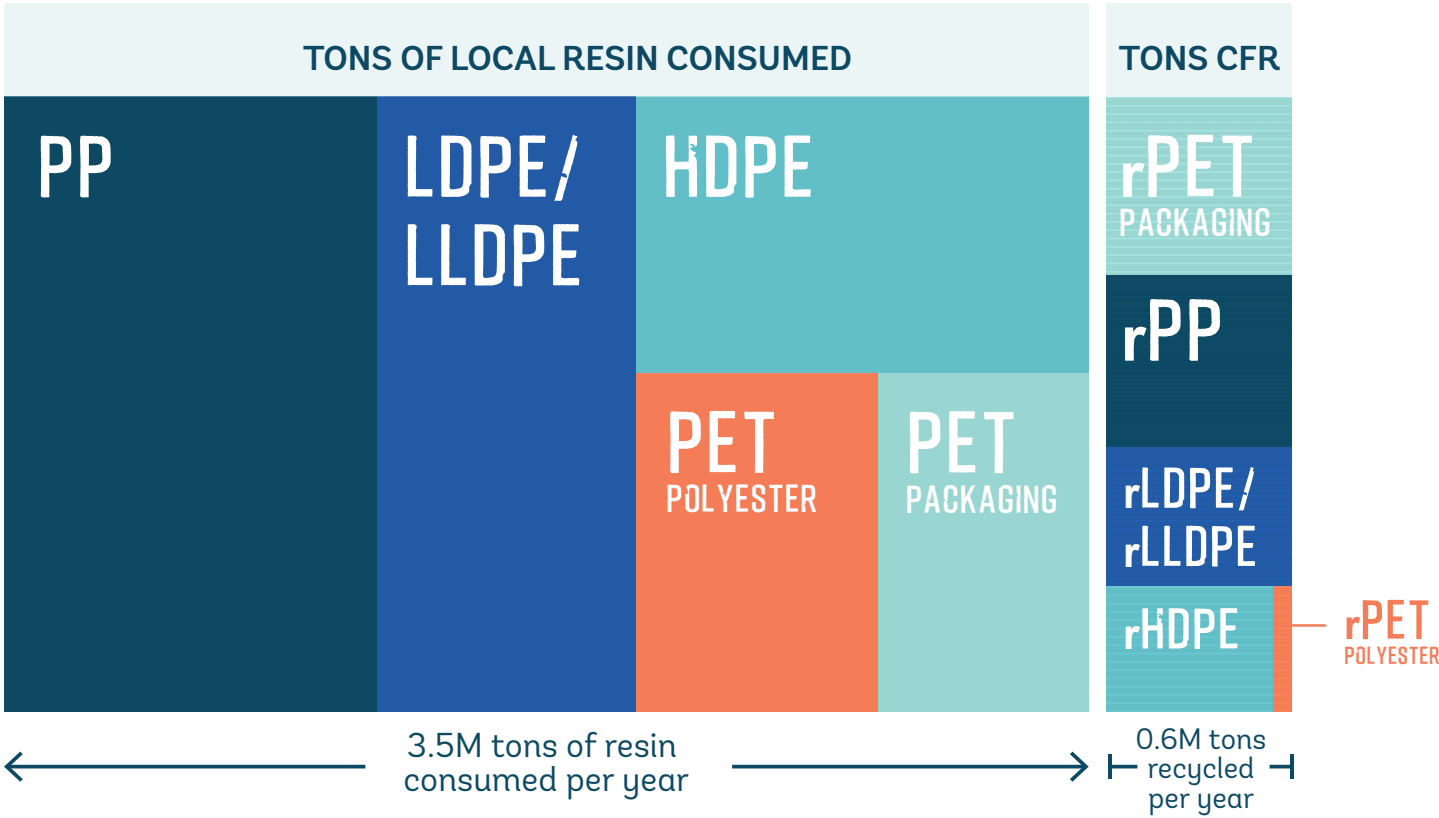 TONS OF LOCAL RESIN CONSUMED
TONS CFR
PP
LDPE/
LLDPE
HDPE
PET
POLYESTER
PET
PACKAGING
rPET
PACKAGING
rPP
rLDPE/
rLLDPE
rHDPE
rPET
POLYESTER
3.5M tons of resin
consumed per year
0.6M tons
recycled
per year